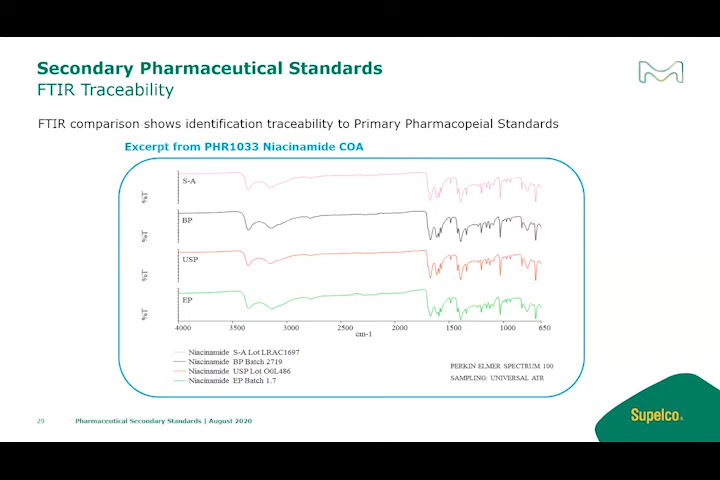 Secondary Pharmaceutical Standards
FTIR Traceability
FTIR comparison shows identification traceability to Primary Pharmacopeial Standards
Excerpt from PHR1033 Niacinamide COA
S-A
%T
BP
%T
USP
%T
EP
%T
4000 3500 3000 2500 2000 1500 1000 650
cm-1
Niacinamide S-A Lot LRAC1697
Niacinamide BP Batch 2719
Niacinamide USP Lot O0L486
Niacinamide EP Batch 1.7
PERKIN ELMER SPECTRUM 100
SAMPLING: UNIVERSAL ATR
29 Pharmaceutical Secondary Standards | August 2020
Supelco